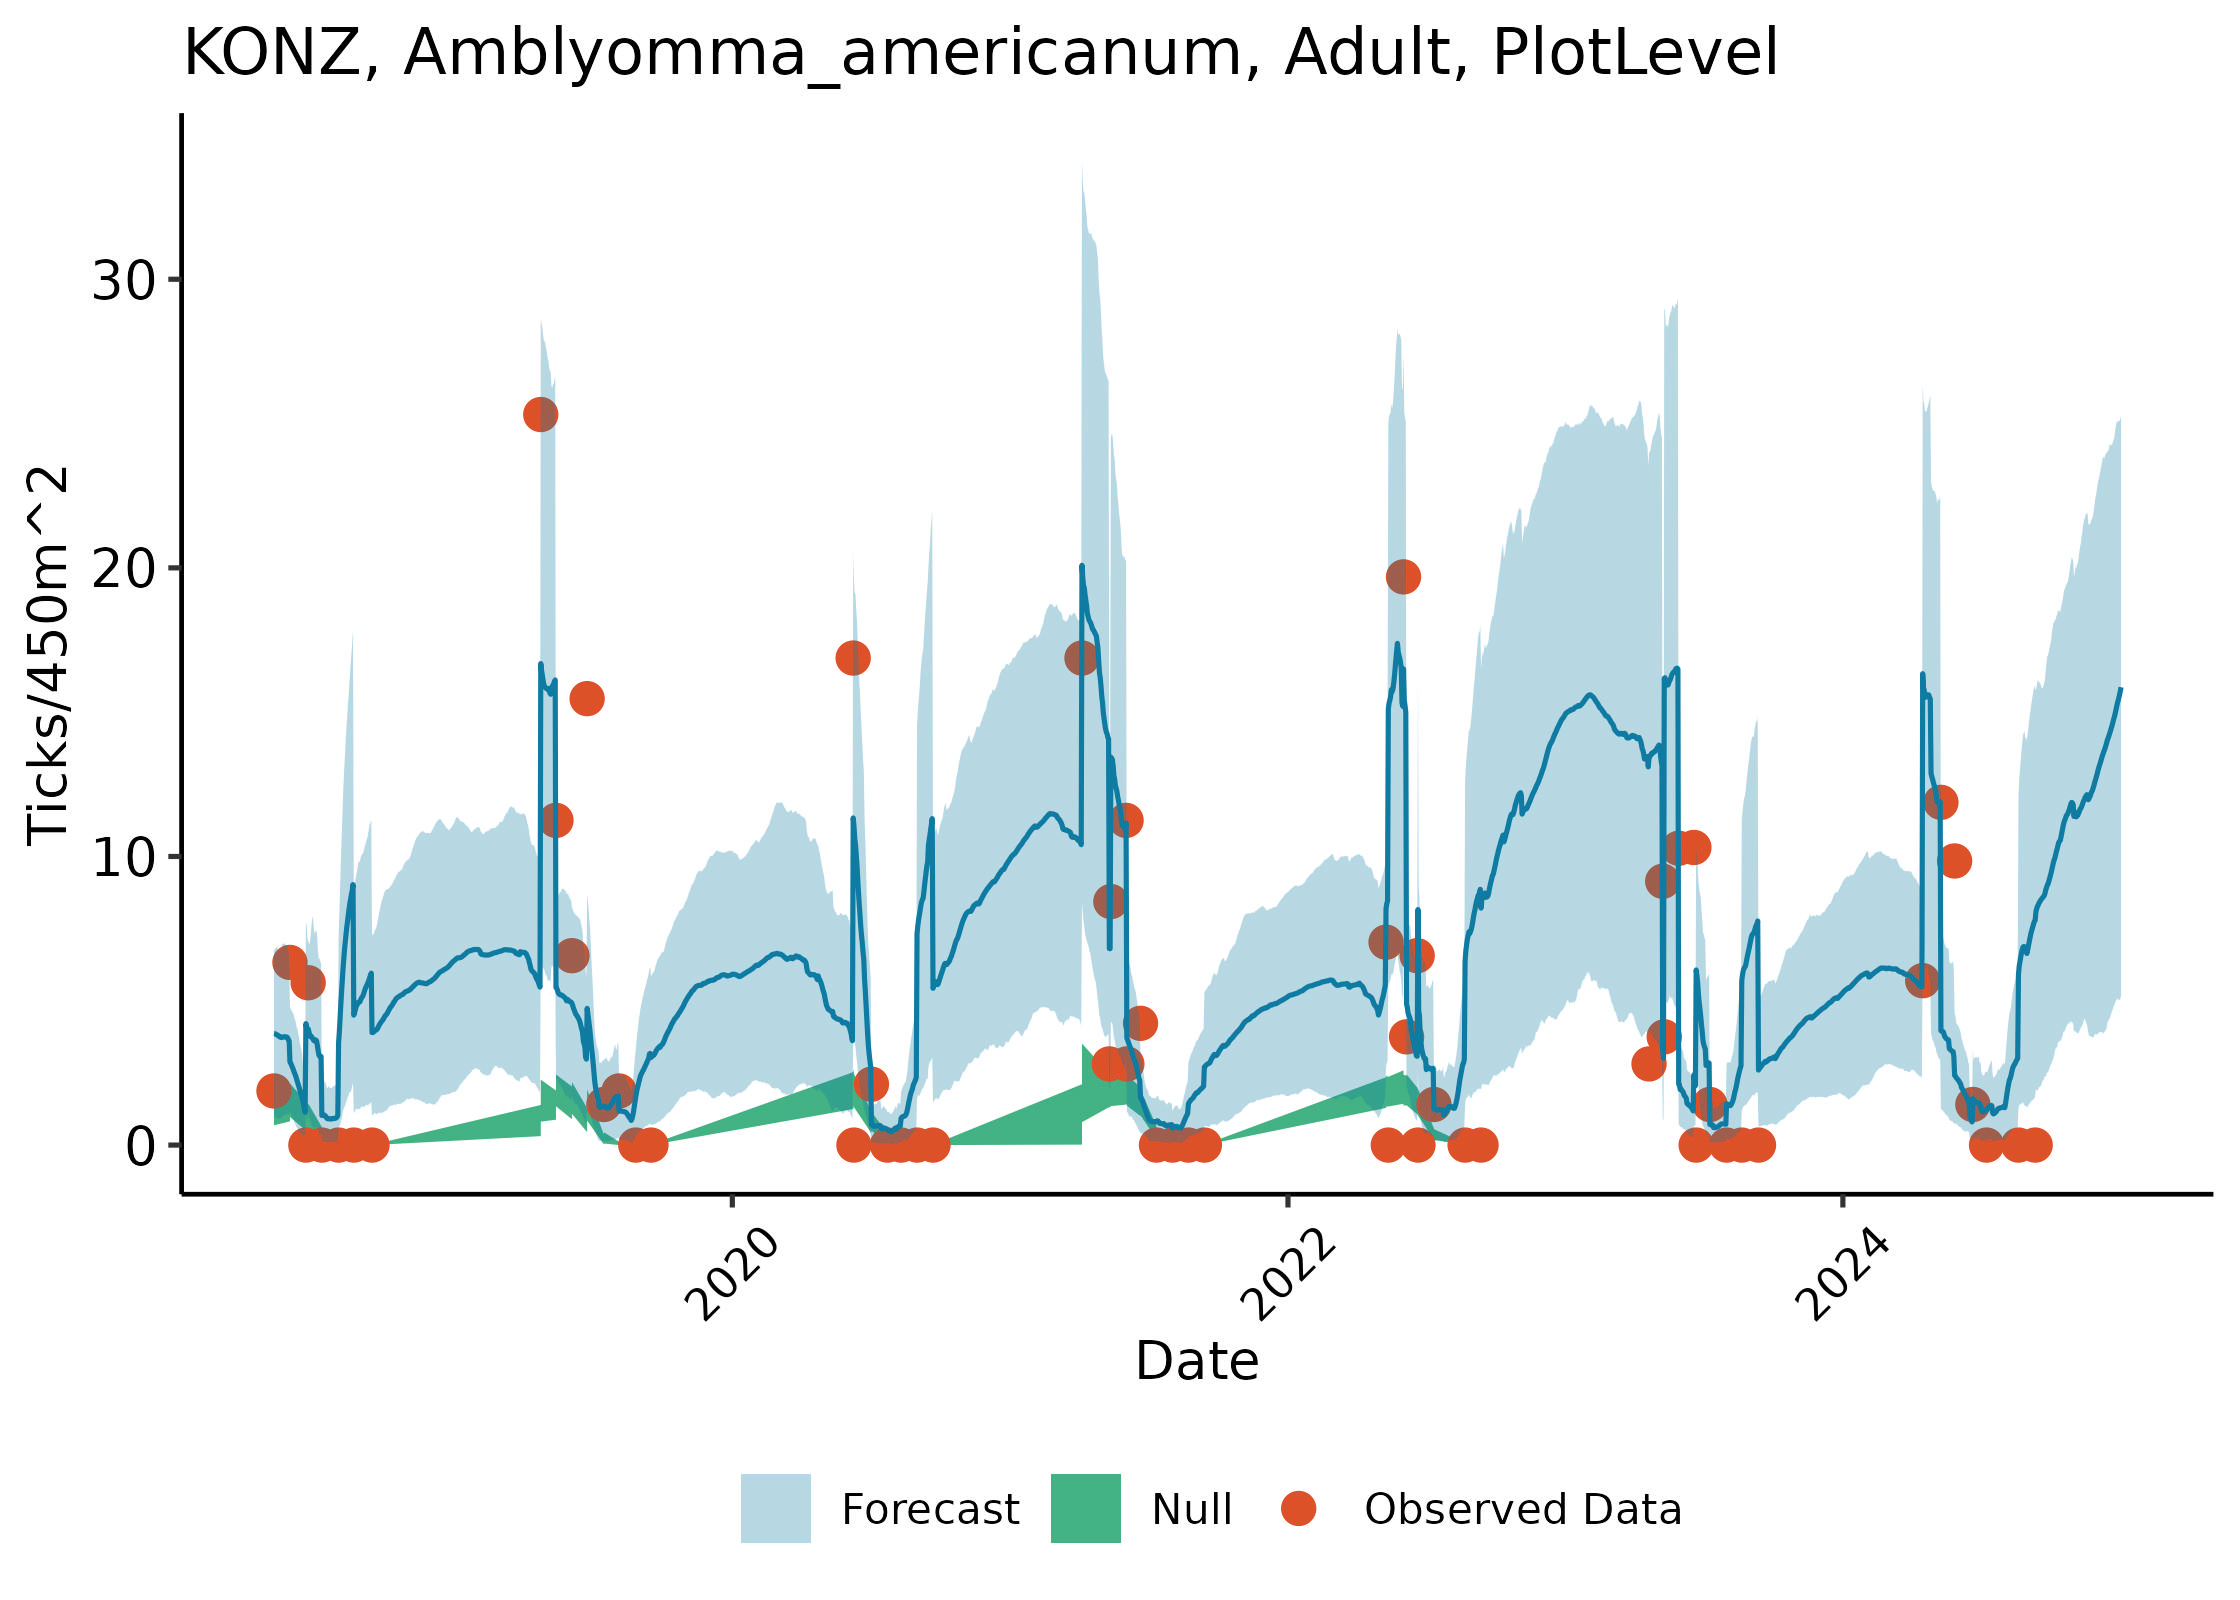 KONZ, Amblyomma_americanum, Adult, PlotLevel
Ticks/450m^2
30
20
10
0
2020
2022
2024
Date
Forecast
Null
Observed Data